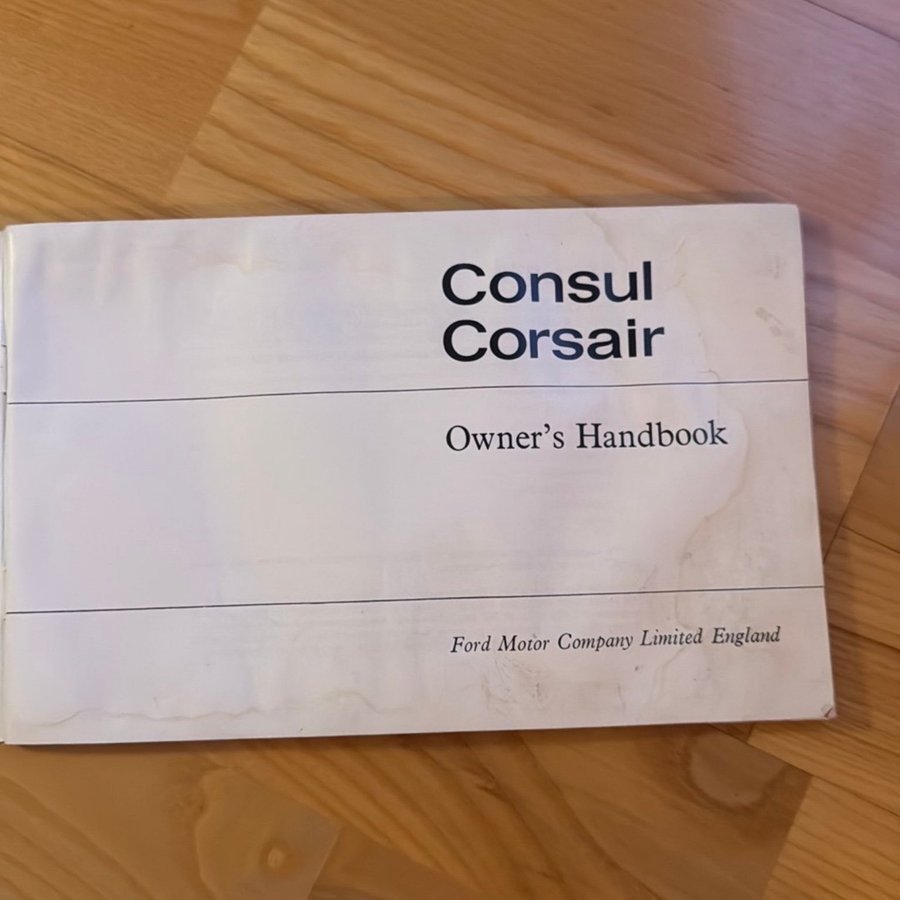 Consul
Corsair
Owner's Handbook
Ford Motor Company Limited England